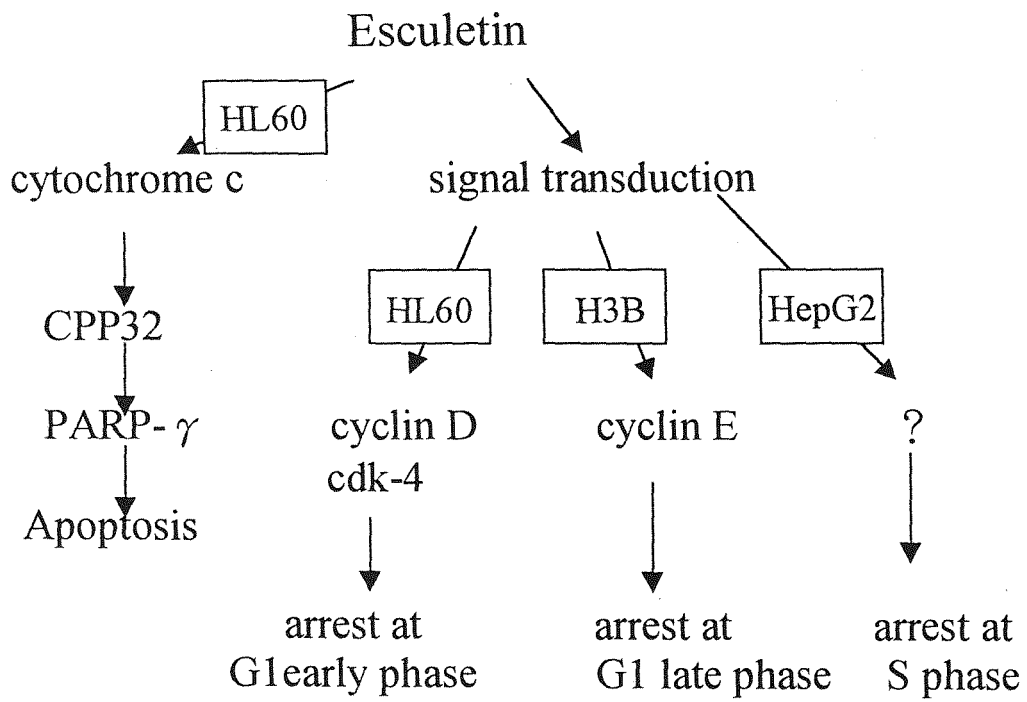 Esculetin
HL60
cytochrome c
signal transduction
CPP32
HL60
H3B
HepG2
PARP-γ
cyclin D
cdk-4
cyclin E
?
Apoptosis
arrest at
G1early phase
arrest at
G1 late phase
arrest at
S phase